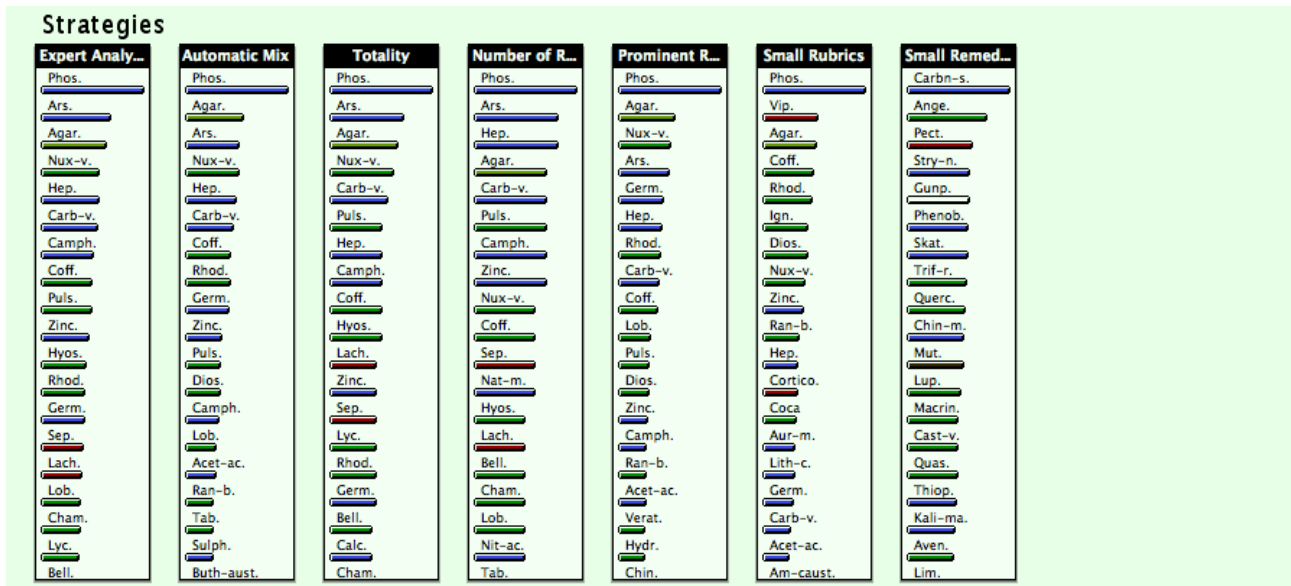 Strategies
Expert Analy... Automatic Mix Totality Number of R... Prominent R... Small Rubrics Small Remed...
Phos. Phos. Phos. Phos. Phos. Phos. Carbn-s.
Ars. Agar. Ars. Ars. Agar. Vip. Ange.
Agar. Ars. Agar. Hep. Nux-v. Agar. Pect.
Nux-v. Nux-v. Nux-v. Agar. Ars. Coff. Stry-n.
Hep. Hep. Carb-v. Carb-v. Germ. Rhod. Gunp.
Carb-v. Carb-v. Puls. Puls. Hep. Ign. Phenob.
Camph. Coff. Hep. Camph. Rhod. Dios. Skat.
Coff. Rhod. Camph. Zinc. Carb-v. Nux-v. Trif-r.
Puls. Germ. Coff. Nux-v. Coff. Zinc. Querc.
Zinc. Zinc. Hyos. Coff. Lob. Ran-b. Chin-m.
Hyos. Puls. Lach. Sep. Puls. Hep. Mut.
Rhod. Dios. Zinc. Nat-m. Dios. Cortico. Lup.
Germ. Camph. Sep. Hyos. Zinc. Coca Macrin.
Sep. Lob. Lyc. Lach. Camph. Aur-m. Cast-v.
Lach. Acet-ac. Rhod. Bell. Ran-b. Lith-c. Quas.
Lob. Ran-b. Germ. Cham. Acet-ac. Germ. Thiop.
Cham. Tab. Bell. Lob. Verat. Carb-v. Kali-ma.
Lyc. Sulph. Calc. Nit-ac. Hydr. Acet-ac. Aven.
Bell. Buth-aust. Cham. Tab. Chin. Am-caust. Lim.